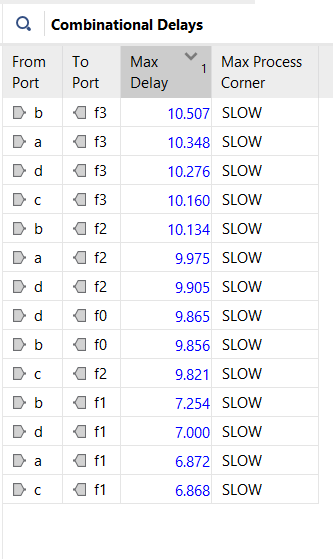 Combinational Delays
From Port To Port Max Delay 1 Max Process Corner
b f3 10.507 SLOW
a f3 10.348 SLOW
d f3 10.276 SLOW
c f3 10.160 SLOW
b f2 10.134 SLOW
a f2 9.975 SLOW
d f2 9.905 SLOW
d f0 9.865 SLOW
b f0 9.856 SLOW
c f2 9.821 SLOW
b f1 7.254 SLOW
d f1 7.000 SLOW
a f1 6.872 SLOW
c f1 6.868 SLOW